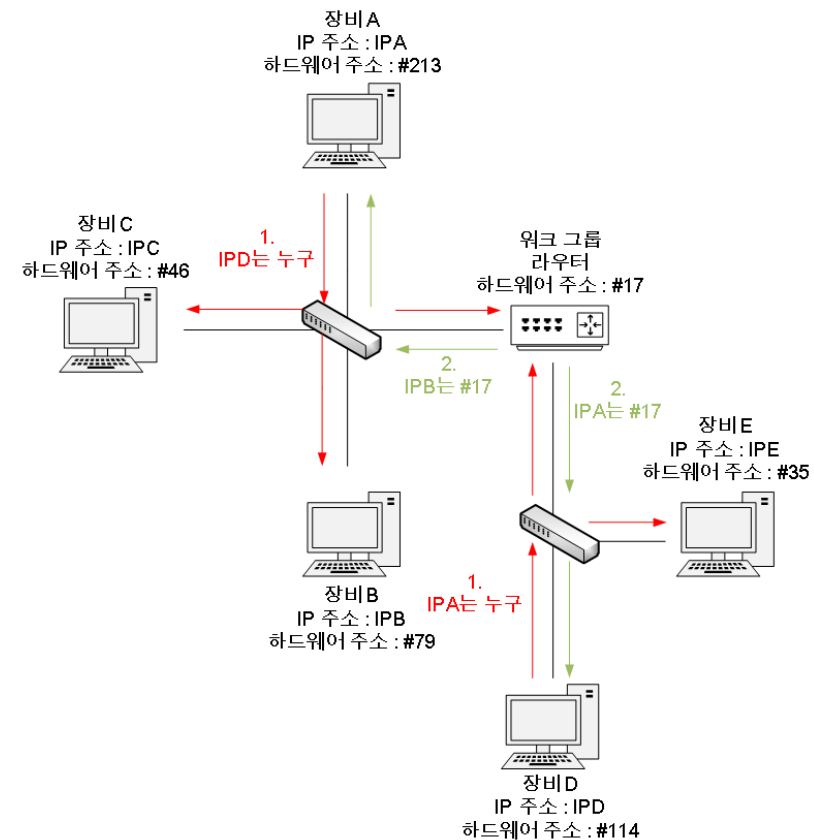 장비A
IP 주소 : IPA
하드웨어 주소 : #213
장비C
IP 주소 : IPC
하드웨어 주소 : #46
1.
IPD는 누구
워크 그룹
라우터
하드웨어 주소 : #17
2.
IPB는 #17
2.
IPA는 #17
장비E
IP 주소 : IPE
하드웨어 주소 : #35
장비B
IP 주소 : IPB
하드웨어 주소 : #79
1.
IPA는 누구
장비D
IP 주소 : IPD
하드웨어 주소 : #114